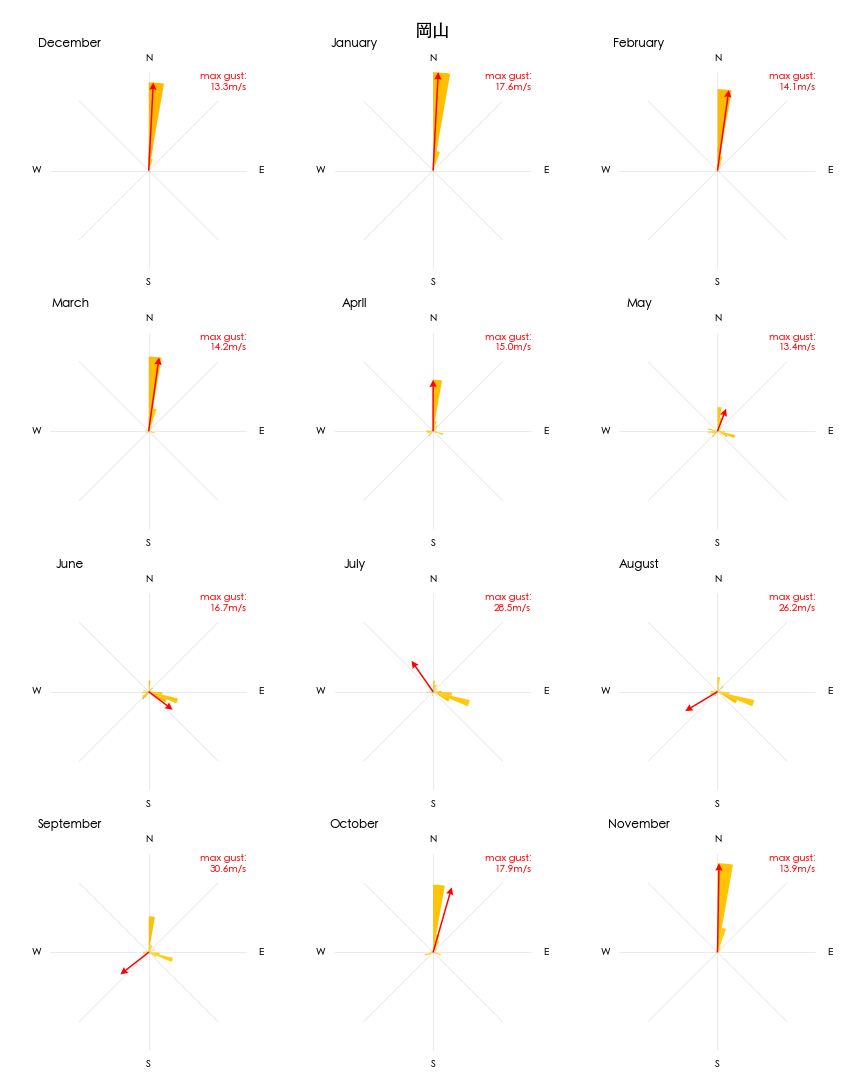 岡山
December
N
max gust:
13.3m/s
W
E
S
January
N
max gust:
17.6m/s
W
E
S
February
N
max gust:
14.1m/s
W
E
S
March
N
max gust:
14.2m/s
W
E
S
April
N
max gust:
15.0m/s
W
E
S
May
N
max gust:
13.4m/s
W
E
S
June
N
max gust:
16.7m/s
W
E
S
July
N
max gust:
28.5m/s
W
E
S
August
N
max gust:
26.2m/s
W
E
S
September
N
max gust:
30.6m/s
W
E
S
October
N
max gust:
17.9m/s
W
E
S
November
N
max gust:
13.9m/s
W
E
S